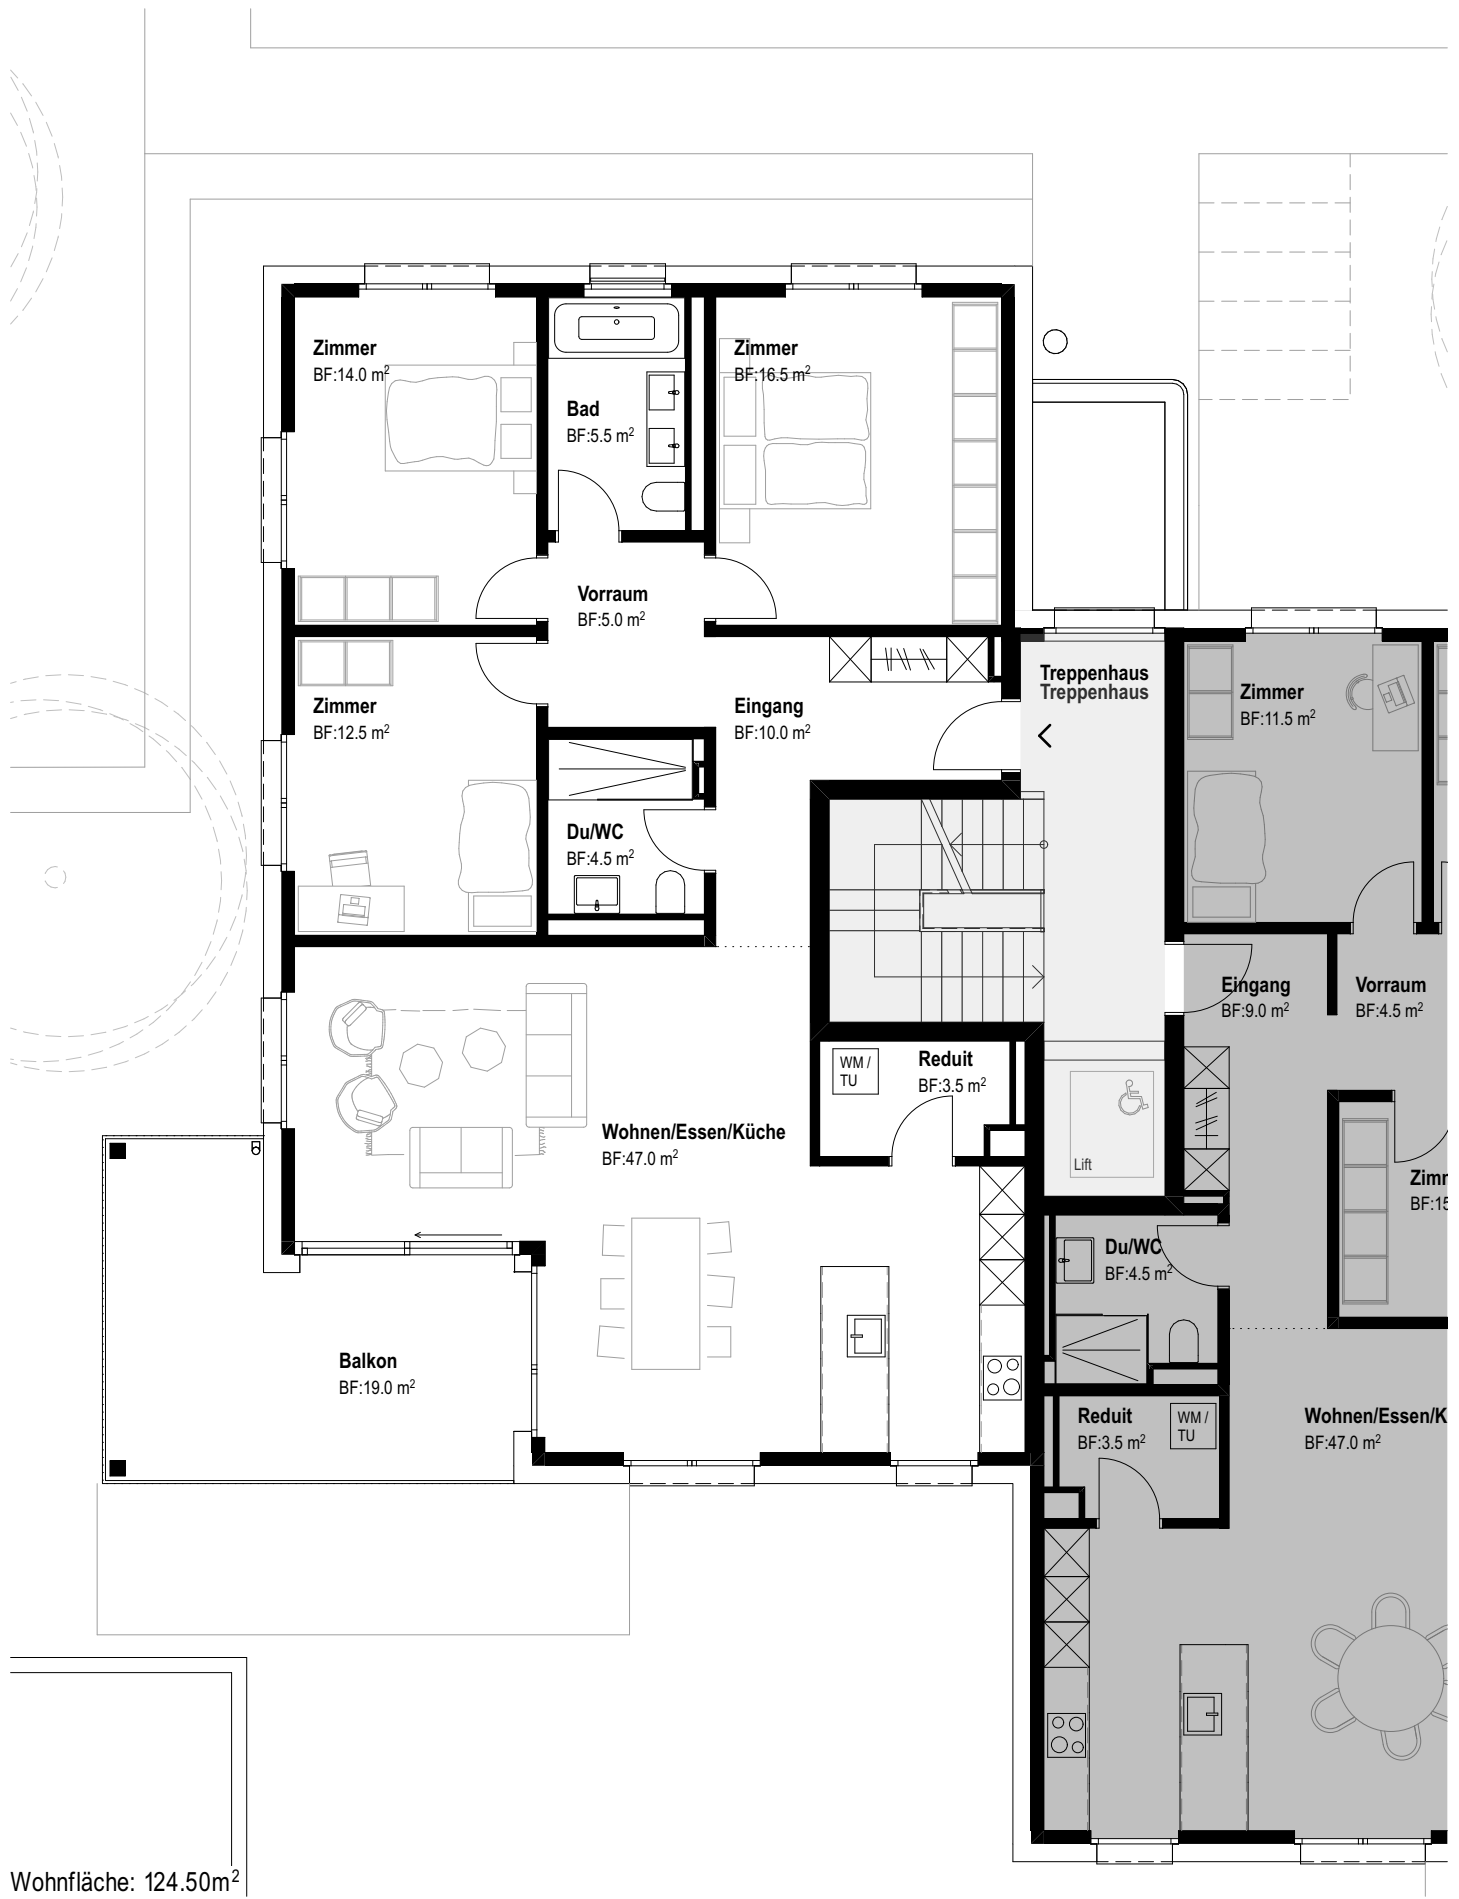 Zimmer
BF:14.0 m²
Zimmer
BF:16.5 m²
Bad
BF:5.5 m²
Vorraum
BF:5.0 m²
Treppenhaus
Treppenhaus
Zimmer
BF:12.5 m²
Eingang
BF:10.0 m²
Zimmer
BF:11.5 m²
Du/WC
BF:4.5 m²
Eingang
BF:9.0 m²
Vorraum
BF:4.5 m²
WM /
TU
Reduit
BF:3.5 m²
Wohnen/Essen/Küche
BF:47.0 m²
Lift
Zimm
BF:15
Du/WC
BF:4.5 m²
Balkon
BF:19.0 m²
Reduit
BF:3.5 m²
WM /
TU
Wohnen/Essen/K
BF:47.0 m²
Wohnfläche: 124.50m²